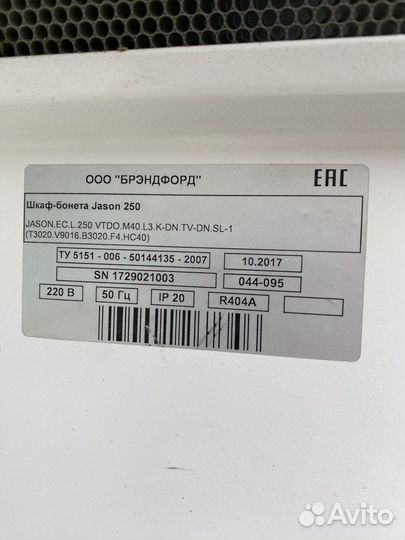 ООО "БРЭНДФОРД"
EAC
Шкаф-бонета Jason 250
JASON.EC.L.250 VTDO.M40.L3.K-DN.TV-DN.SL-1
(T3020.V9016.B3020.F4.HC40)
ТУ 5151 - 006 - 50144135 - 2007
10.2017
SN 1729021003
044-095
220 В
50 Гц
IP 20
R404A
Avito